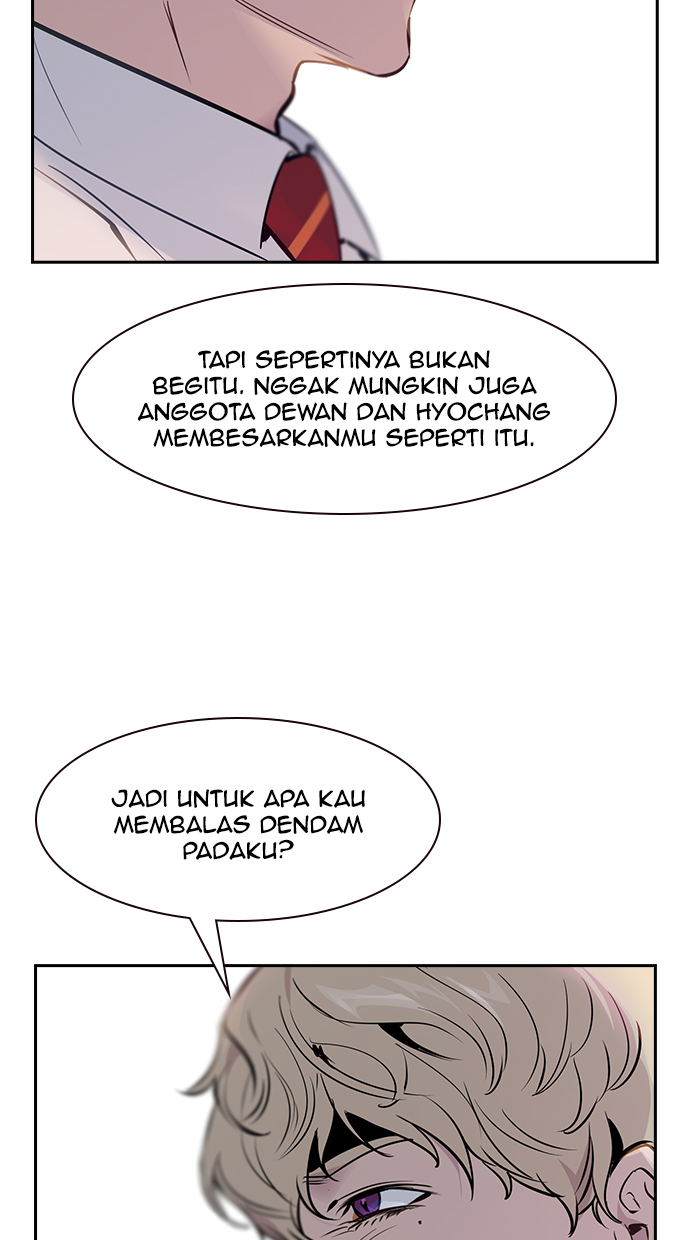 TAPI SEPERTINYA BUKAN
BEGITU. NGGAK MUNGKIN JUGA
ANGGOTA DEWAN DAN HYOCHANG
MEMBESARKANMU SEPERTI ITU.
JADI UNTUK APA KAU
MEMBALAS DENDAM
PADAKU?